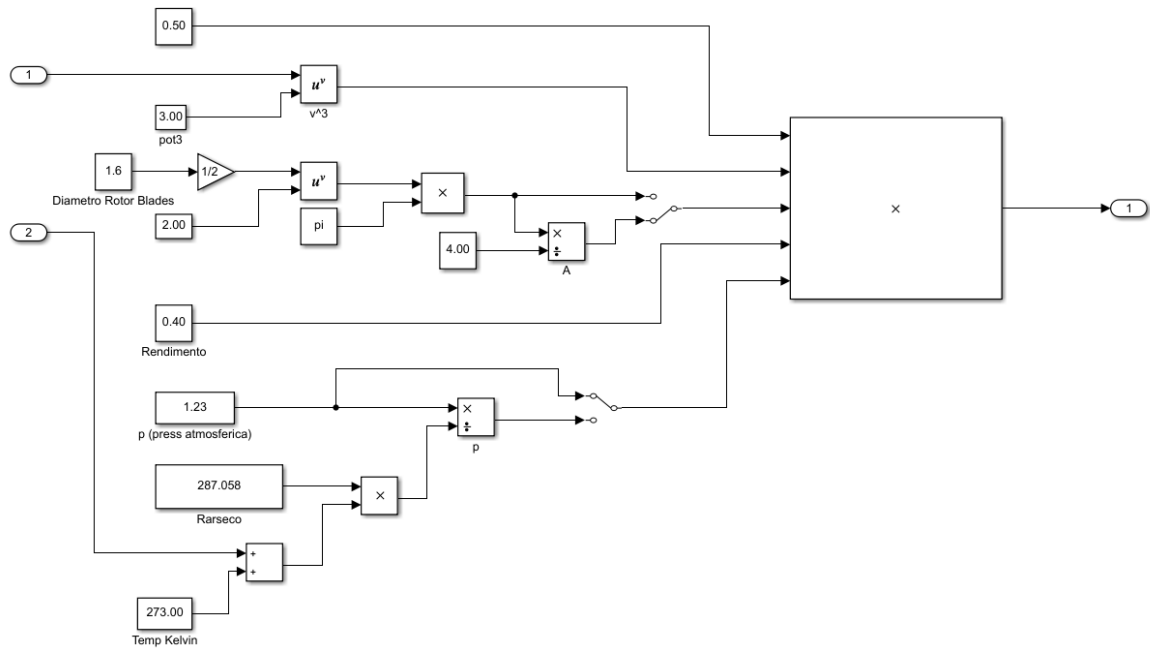 0.50
1
u^v
v^3
3.00
pot3
1.6
Diametro Rotor Blades
1/2
u^v
×
2.00
pi
2
4.00
×
÷
A
×
1
0.40
Rendimento
1.23
p (press atmosferica)
×
÷
p
287.058
Rarseco
×
+
+
273.00
Temp Kelvin